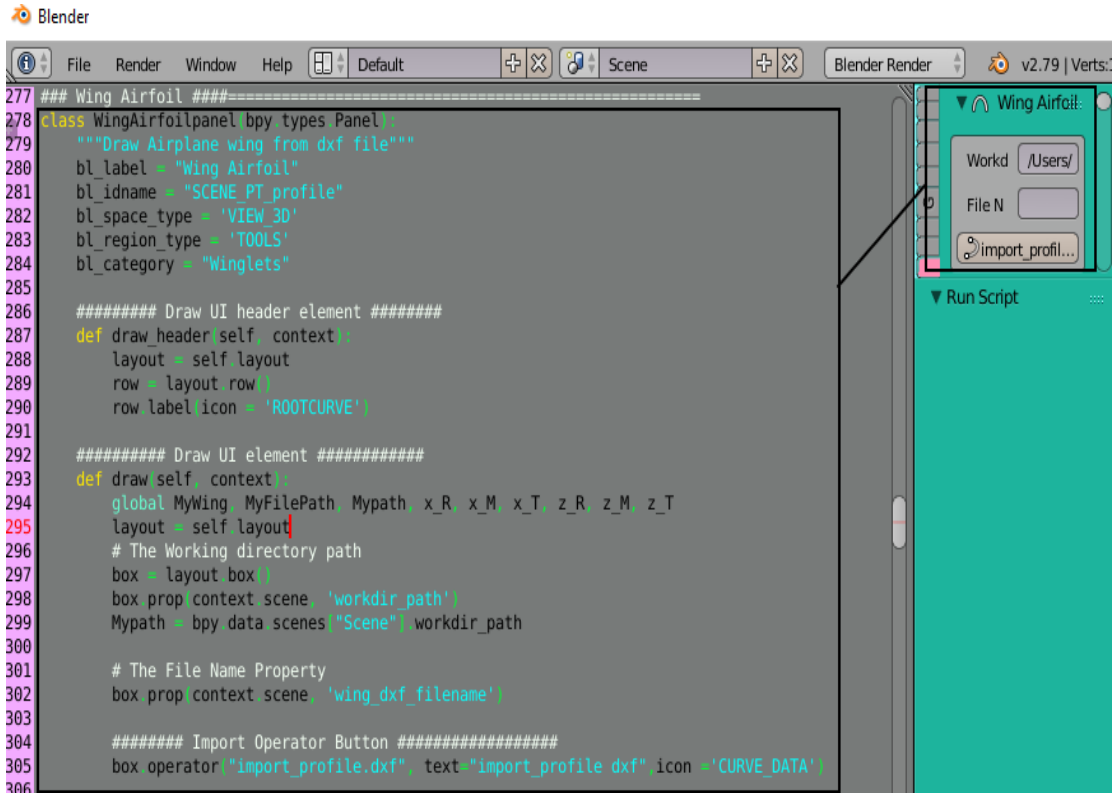 Blender
File Render Window Help Default Scene Blender Render v2.79 | Verts:
277 ### Wing Airfoil ####=====================================================
278 class WingAirfoilpanel(bpy.types.Panel):
279 """Draw Airplane wing from dxf file"""
280 bl_label = "Wing Airfoil"
281 bl_idname = "SCENE_PT_profile"
282 bl_space_type = 'VIEW_3D'
283 bl_region_type = 'TOOLS'
284 bl_category = "Winglets"
285
286 ######### Draw UI header element ########
287 def draw_header(self, context):
288 layout = self.layout
289 row = layout.row()
290 row.label(icon = 'ROOTCURVE')
291
292 ########## Draw UI element ############
293 def draw(self, context):
294 global MyWing, MyFilePath, Mypath, x_R, x_M, x_T, z_R, z_M, z_T
295 layout = self.layout
296 # The Working directory path
297 box = layout.box()
298 box.prop(context.scene, 'workdir_path')
299 Mypath = bpy.data.scenes["Scene"].workdir_path
300
301 # The File Name Property
302 box.prop(context.scene, 'wing_dxf_filename')
303
304 ######## Import Operator Button ##################
305 box.operator("import_profile.dxf", text="import_profile dxf",icon ='CURVE_DATA')
306
Wing Airfoil
Workd /Users/
File N
import_profil...
Run Script